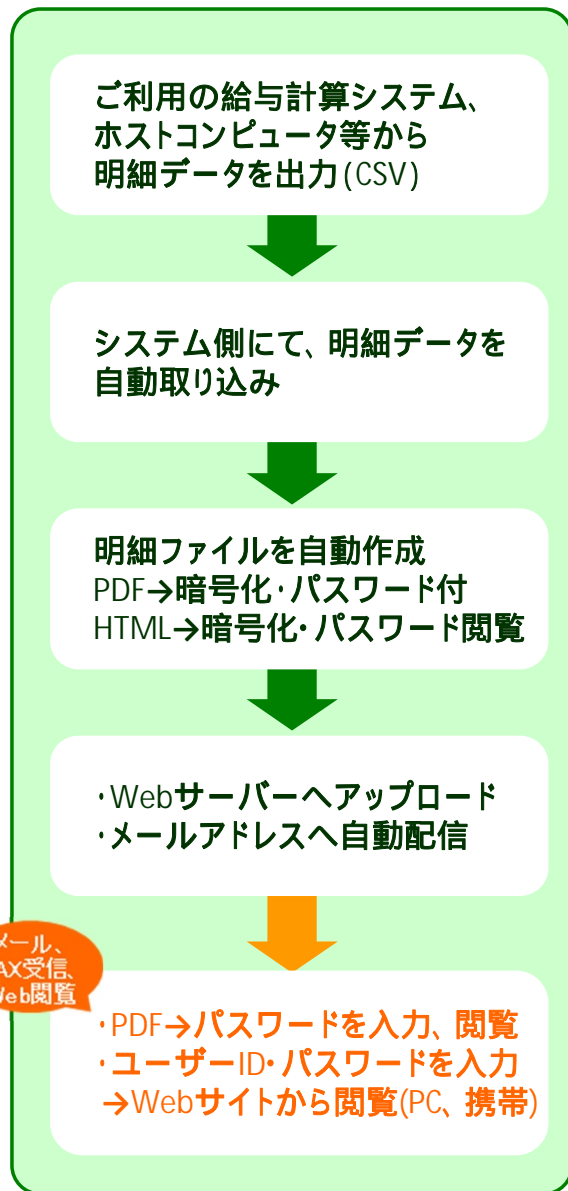 ご利用の給与計算システム、
ホストコンピュータ等から
明細データを出力(CSV)
システム側にて、明細データを
自動取り込み
明細ファイルを自動作成
PDF→暗号化・パスワード付
HTML→暗号化・パスワード閲覧
・Webサーバーへアップロード
・メールアドレスへ自動配信
メール、
AX受信、
Web閲覧
・PDF→パスワードを入力、閲覧
・ユーザーID・パスワードを入力
→Webサイトから閲覧(PC、携帯)